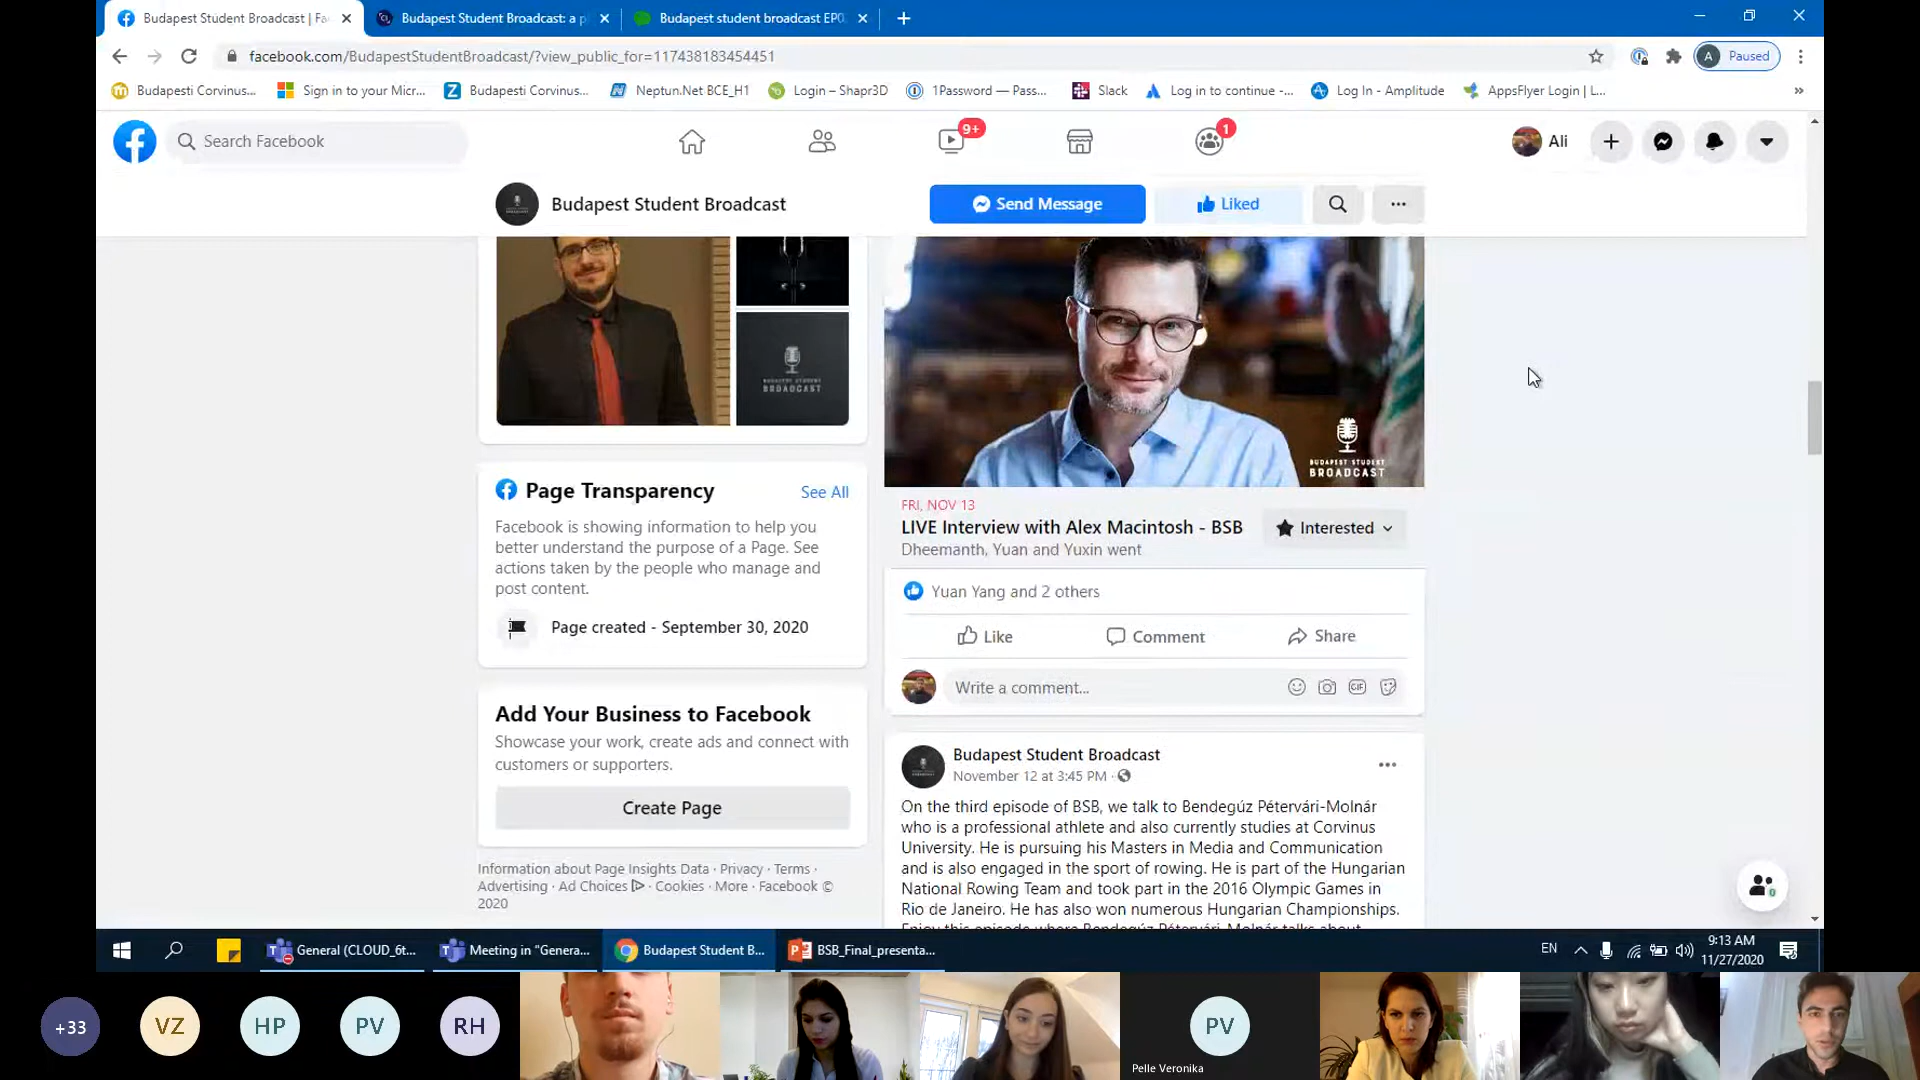 Budapest Student Broadcast | Fa
Budapest Student Broadcast: a p
Budapest student broadcast EP0
facebook.com/BudapestStudentBroadcast/?view_public_for=117438183454451
A Paused
Budapesti Corvinus...
Sign in to your Micr...
Budapesti Corvinus...
Neptun.Net BCE_H1
Login – Shapr3D
1Password — Pass...
Slack
Log in to continue -...
Log In - Amplitude
AppsFlyer Login | L...
»
Search Facebook
9+
1
Ali
Budapest Student Broadcast
Send Message
Liked
BUDAPEST STUDENT
BROADCAST
BUDAPEST STUDENT
BROADCAST
Page Transparency
See All
Facebook is showing information to help you
better understand the purpose of a Page. See
actions taken by the people who manage and
post content.
Page created - September 30, 2020
Add Your Business to Facebook
Showcase your work, create ads and connect with
customers or supporters.
Create Page
Information about Page Insights Data · Privacy · Terms ·
Advertising · Ad Choices · Cookies · More · Facebook ©
2020
FRI, NOV 13
LIVE Interview with Alex Macintosh - BSB
Interested
Dheemanth, Yuan and Yuxin went
Yuan Yang and 2 others
Like
Comment
Share
Write a comment...
GIF
Budapest Student Broadcast
November 12 at 3:45 PM ·
On the third episode of BSB, we talk to Bendegúz Pétervári-Molnár
who is a professional athlete and also currently studies at Corvinus
University. He is pursuing his Masters in Media and Communication
and is also engaged in the sport of rowing. He is part of the Hungarian
National Rowing Team and took part in the 2016 Olympic Games in
Rio de Janeiro. He has also won numerous Hungarian Championships.
Enjoy this episode where Bendegúz Pétervári-Molnár talks about
General (CLOUD_6t...
Meeting in "Genera...
Budapest Student B...
BSB_Final_presenta...
EN
9:13 AM
11/27/2020
+33
VZ
HP
PV
RH
PV
Pelle Veronika